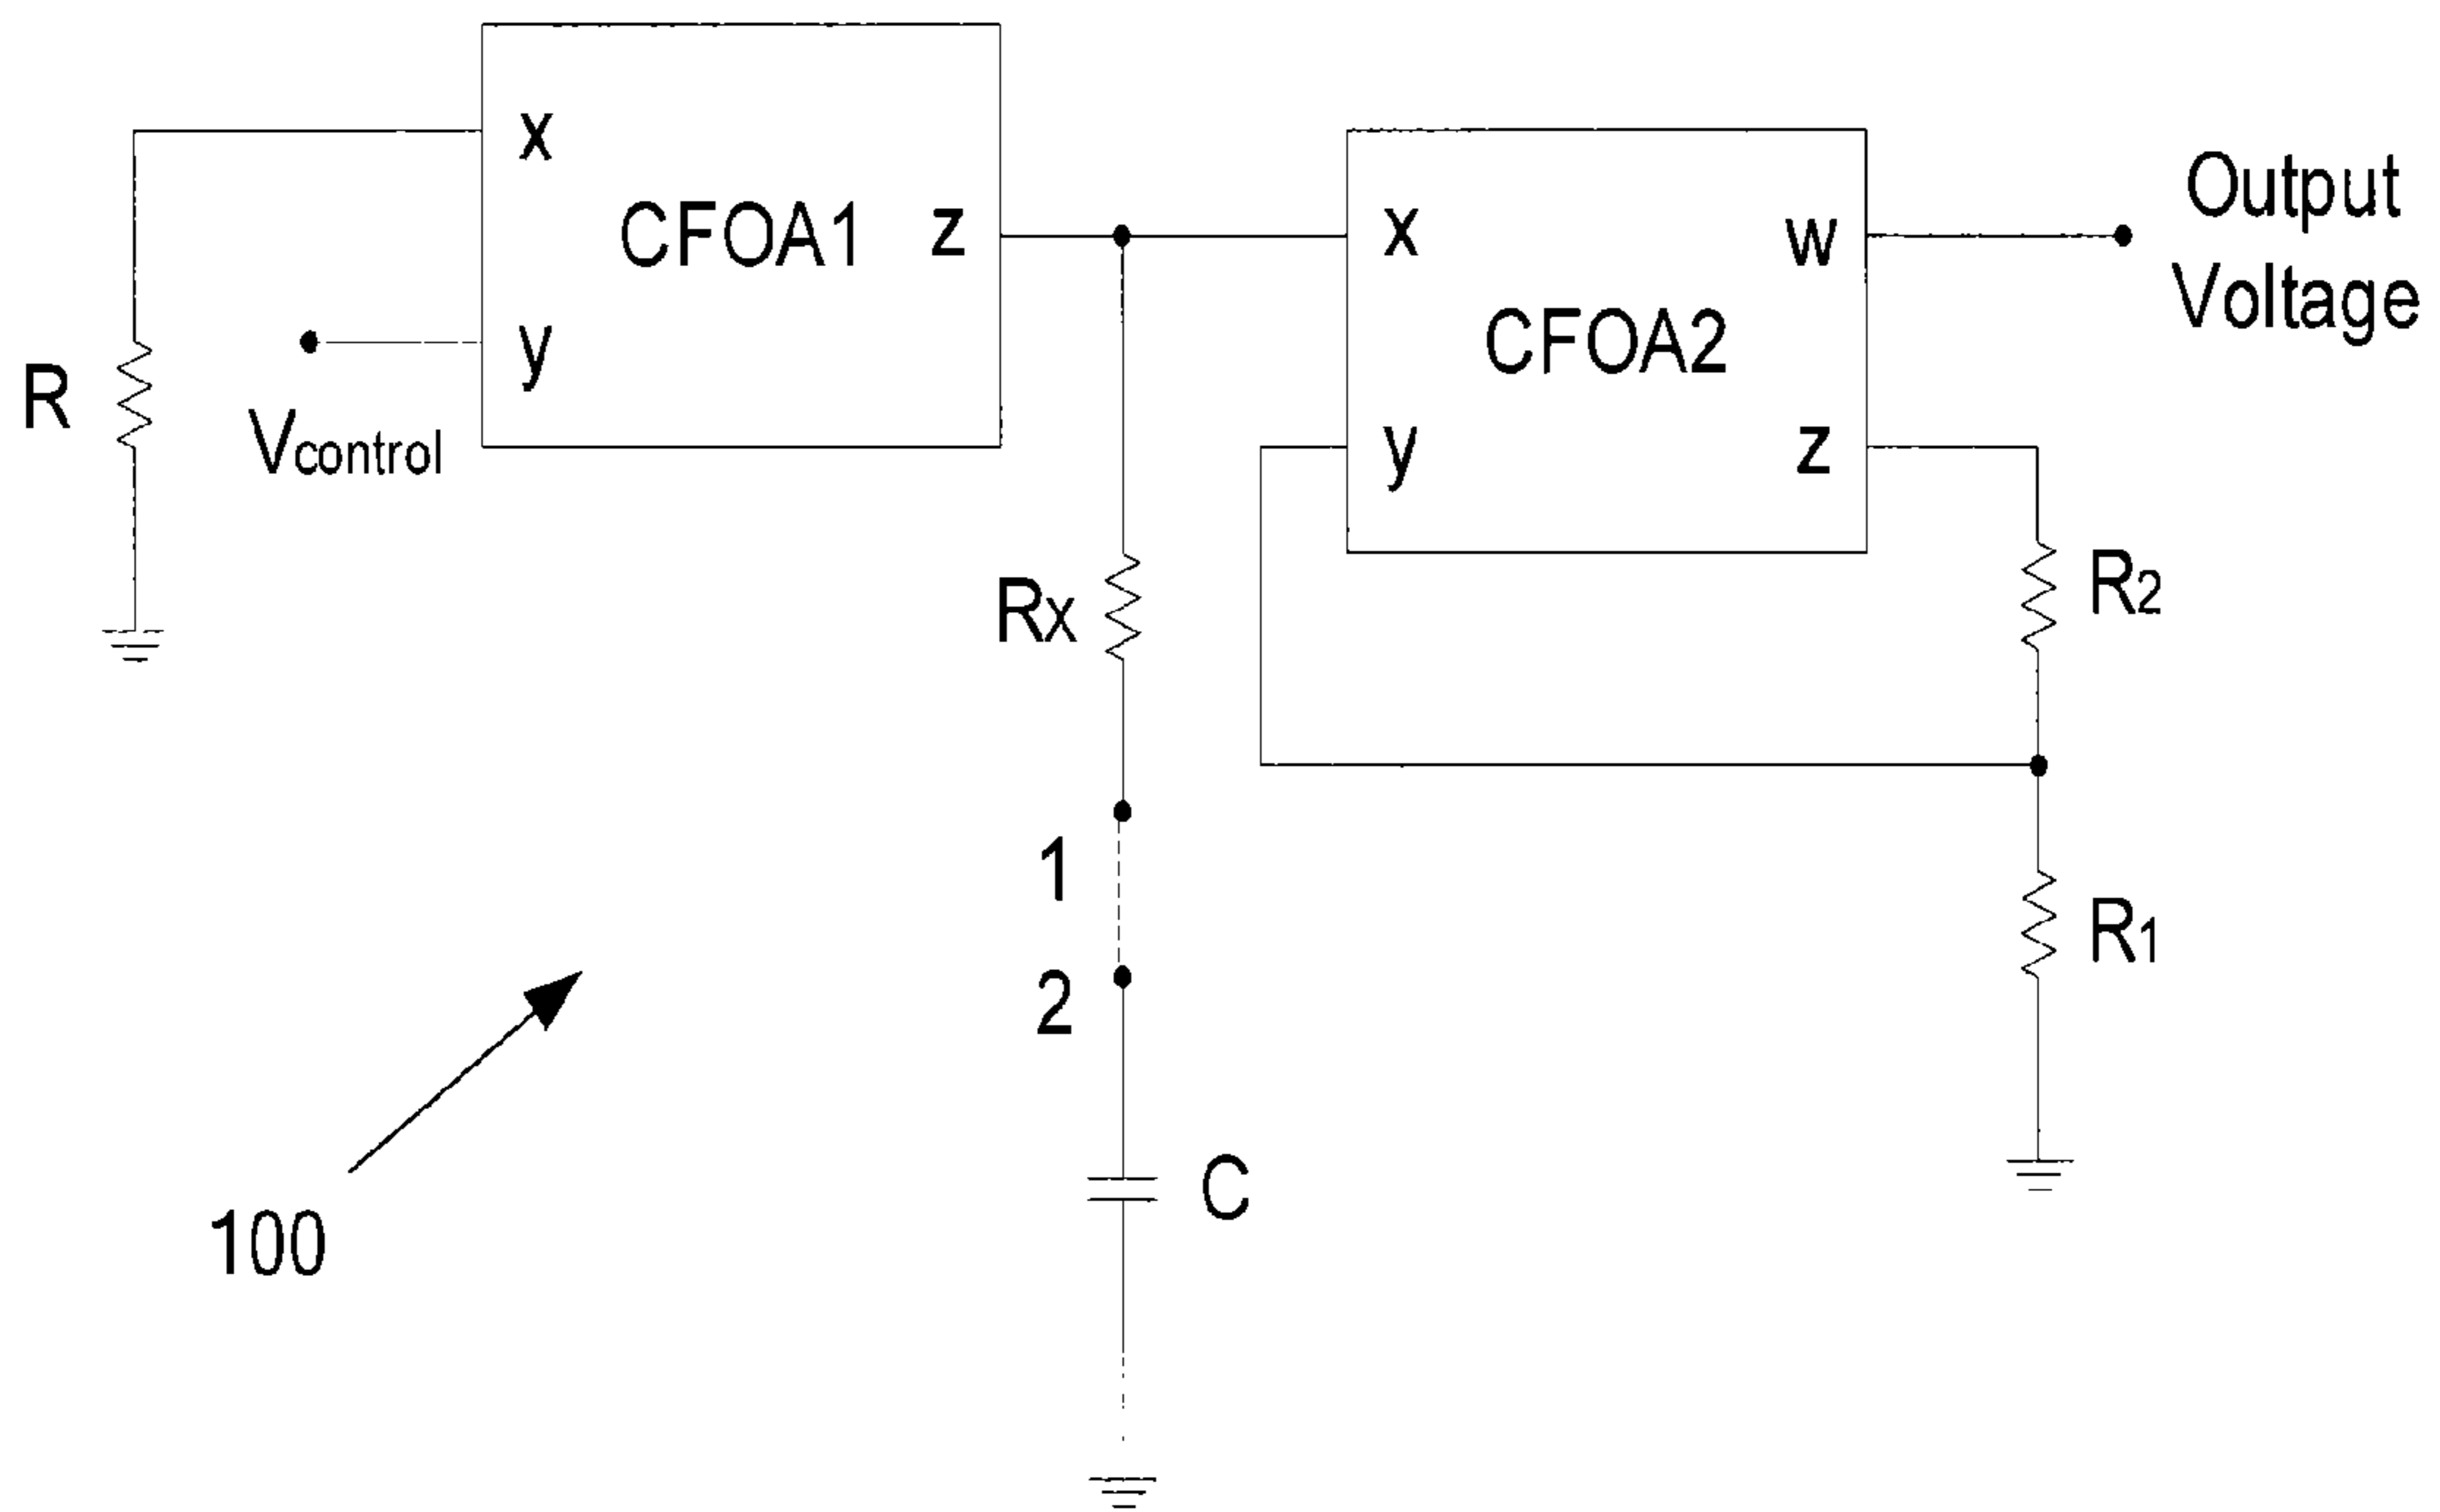 x
CFOA1
z
y
R
Vcontrol
x
w
CFOA2
y
z
Output
Voltage
Rx
R2
1
2
R1
C
100